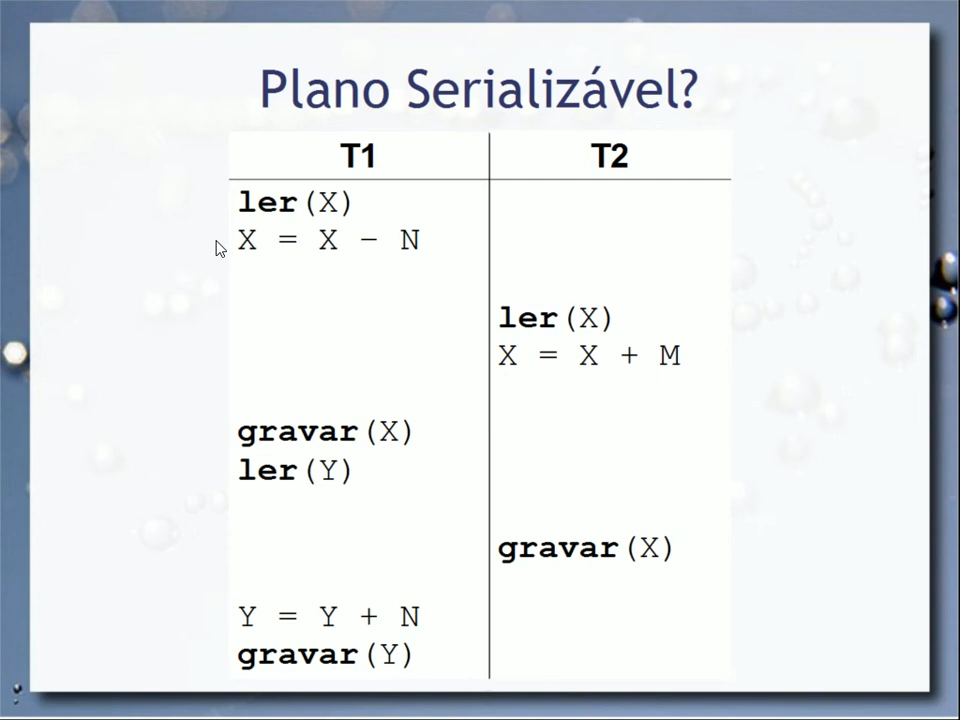 Plano Serializável?
T1 T2
ler(X)
X = X - N
ler(X)
X = X + M
gravar(X)
ler(Y)
gravar(X)
Y = Y + N
gravar(Y)